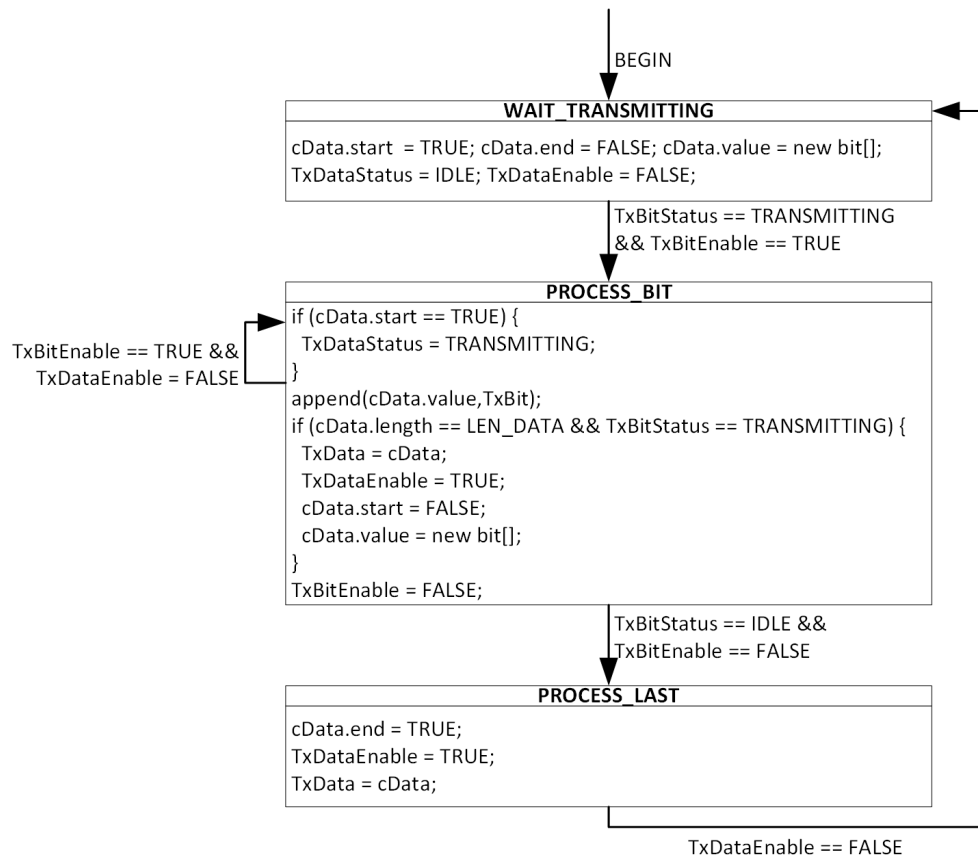 BEGIN
WAIT_TRANSMITTING
cData.start  = TRUE; cData.end = FALSE; cData.value = new bit[];
TxDataStatus = IDLE; TxDataEnable = FALSE;
TxBitStatus == TRANSMITTING
&& TxBitEnable == TRUE
PROCESS_BIT
TxBitEnable == TRUE &&
TxDataEnable = FALSE
if (cData.start == TRUE) {
  TxDataStatus = TRANSMITTING;
}
append(cData.value,TxBit);
if (cData.length == LEN_DATA && TxBitStatus == TRANSMITTING) {
  TxData = cData;
  TxDataEnable = TRUE;
  cData.start = FALSE;
  cData.value = new bit[];
}
TxBitEnable = FALSE;
TxBitStatus == IDLE &&
TxBitEnable == FALSE
PROCESS_LAST
cData.end = TRUE;
TxDataEnable = TRUE;
TxData = cData;
TxDataEnable == FALSE